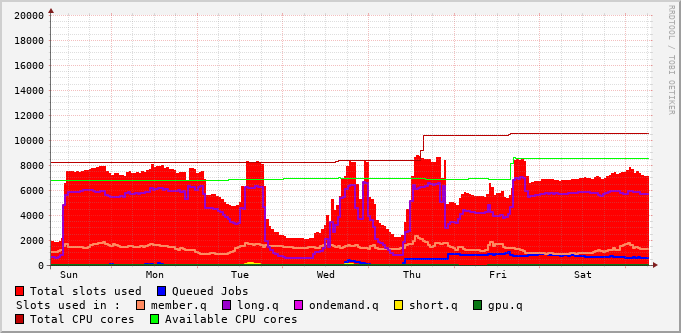 20000
18000
16000
14000
12000
10000
8000
6000
4000
2000
0
Sun Mon Tue Wed Thu Fri Sat
RRDTOOL / TOBI OETIKER
Total slots used Queued Jobs
Slots used in : member.q long.q ondemand.q short.q gpu.q
Total CPU cores Available CPU cores